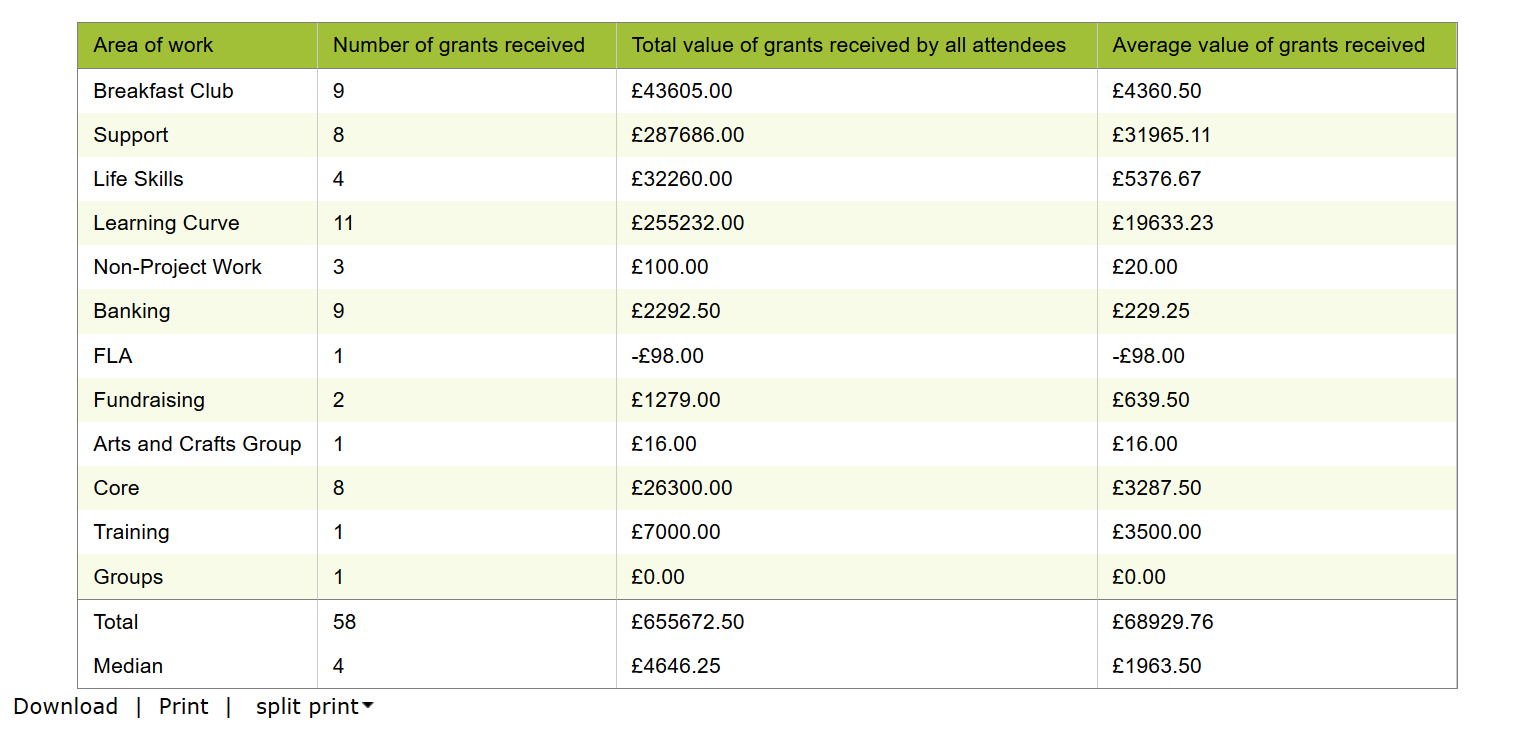 Area of work Number of grants received Total value of grants received by all attendees Average value of grants received
Breakfast Club 9 £43605.00 £4360.50
Support 8 £287686.00 £31965.11
Life Skills 4 £32260.00 £5376.67
Learning Curve 11 £255232.00 £19633.23
Non-Project Work 3 £100.00 £20.00
Banking 9 £2292.50 £229.25
FLA 1 -£98.00 -£98.00
Fundraising 2 £1279.00 £639.50
Arts and Crafts Group 1 £16.00 £16.00
Core 8 £26300.00 £3287.50
Training 1 £7000.00 £3500.00
Groups 1 £0.00 £0.00
Total 58 £655672.50 £68929.76
Median 4 £4646.25 £1963.50
Download | Print | split print